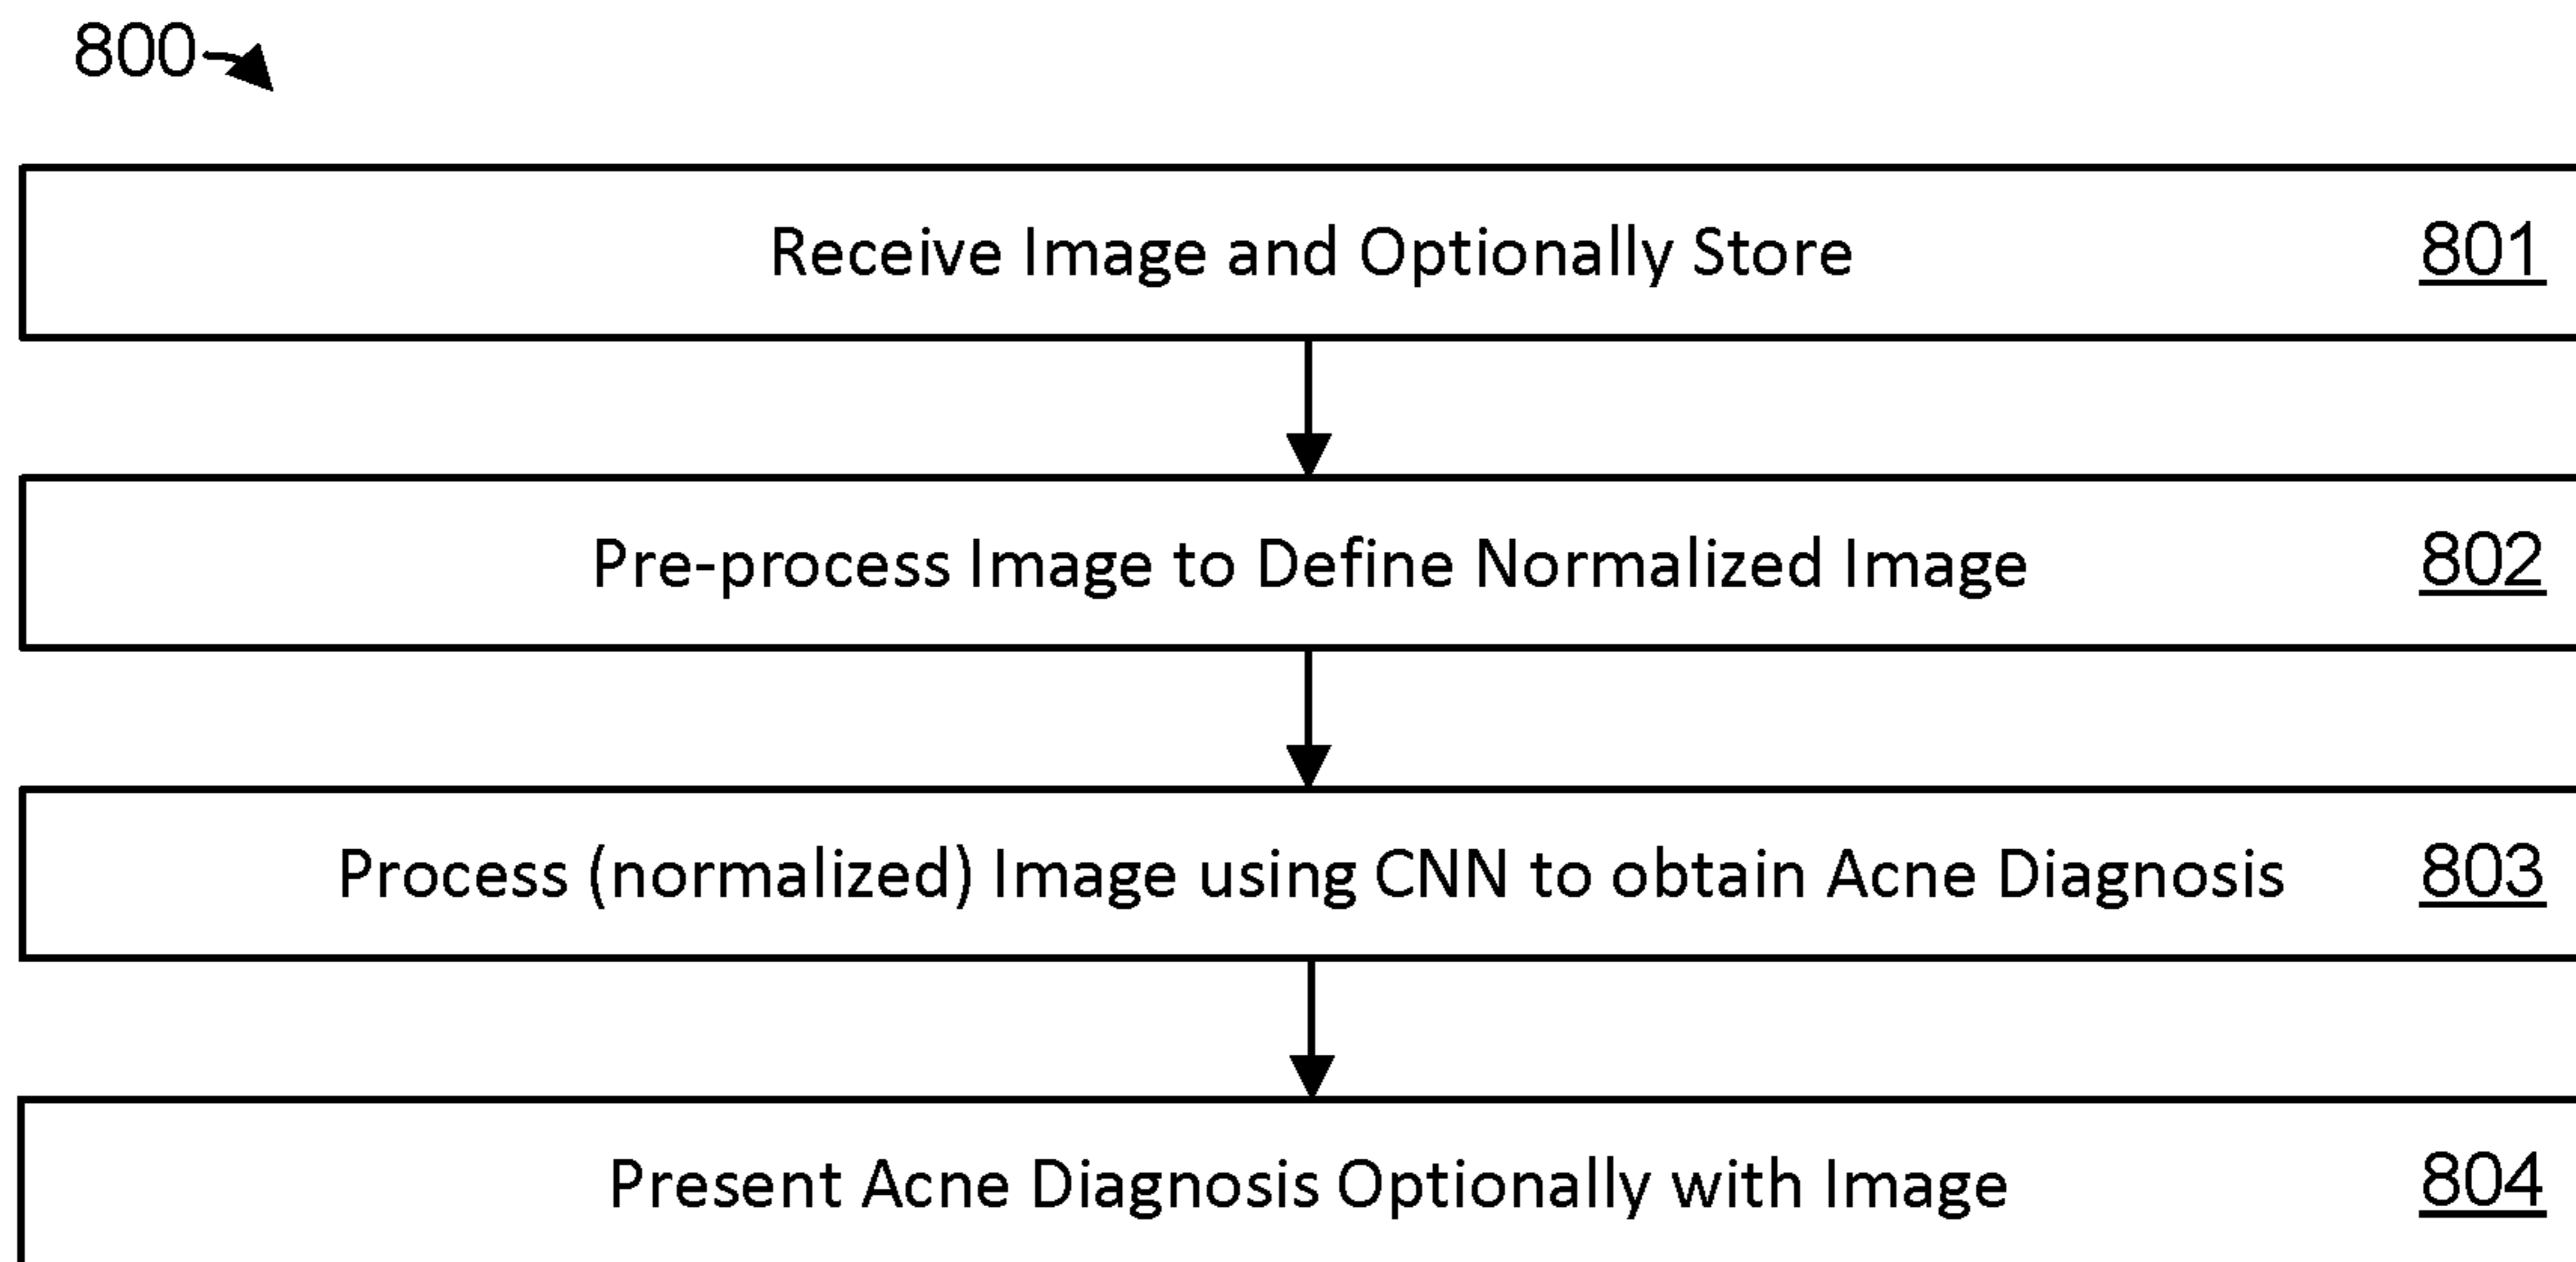 800
Receive Image and Optionally Store 801
Pre-process Image to Define Normalized Image 802
Process (normalized) Image using CNN to obtain Acne Diagnosis 803
Present Acne Diagnosis Optionally with Image 804